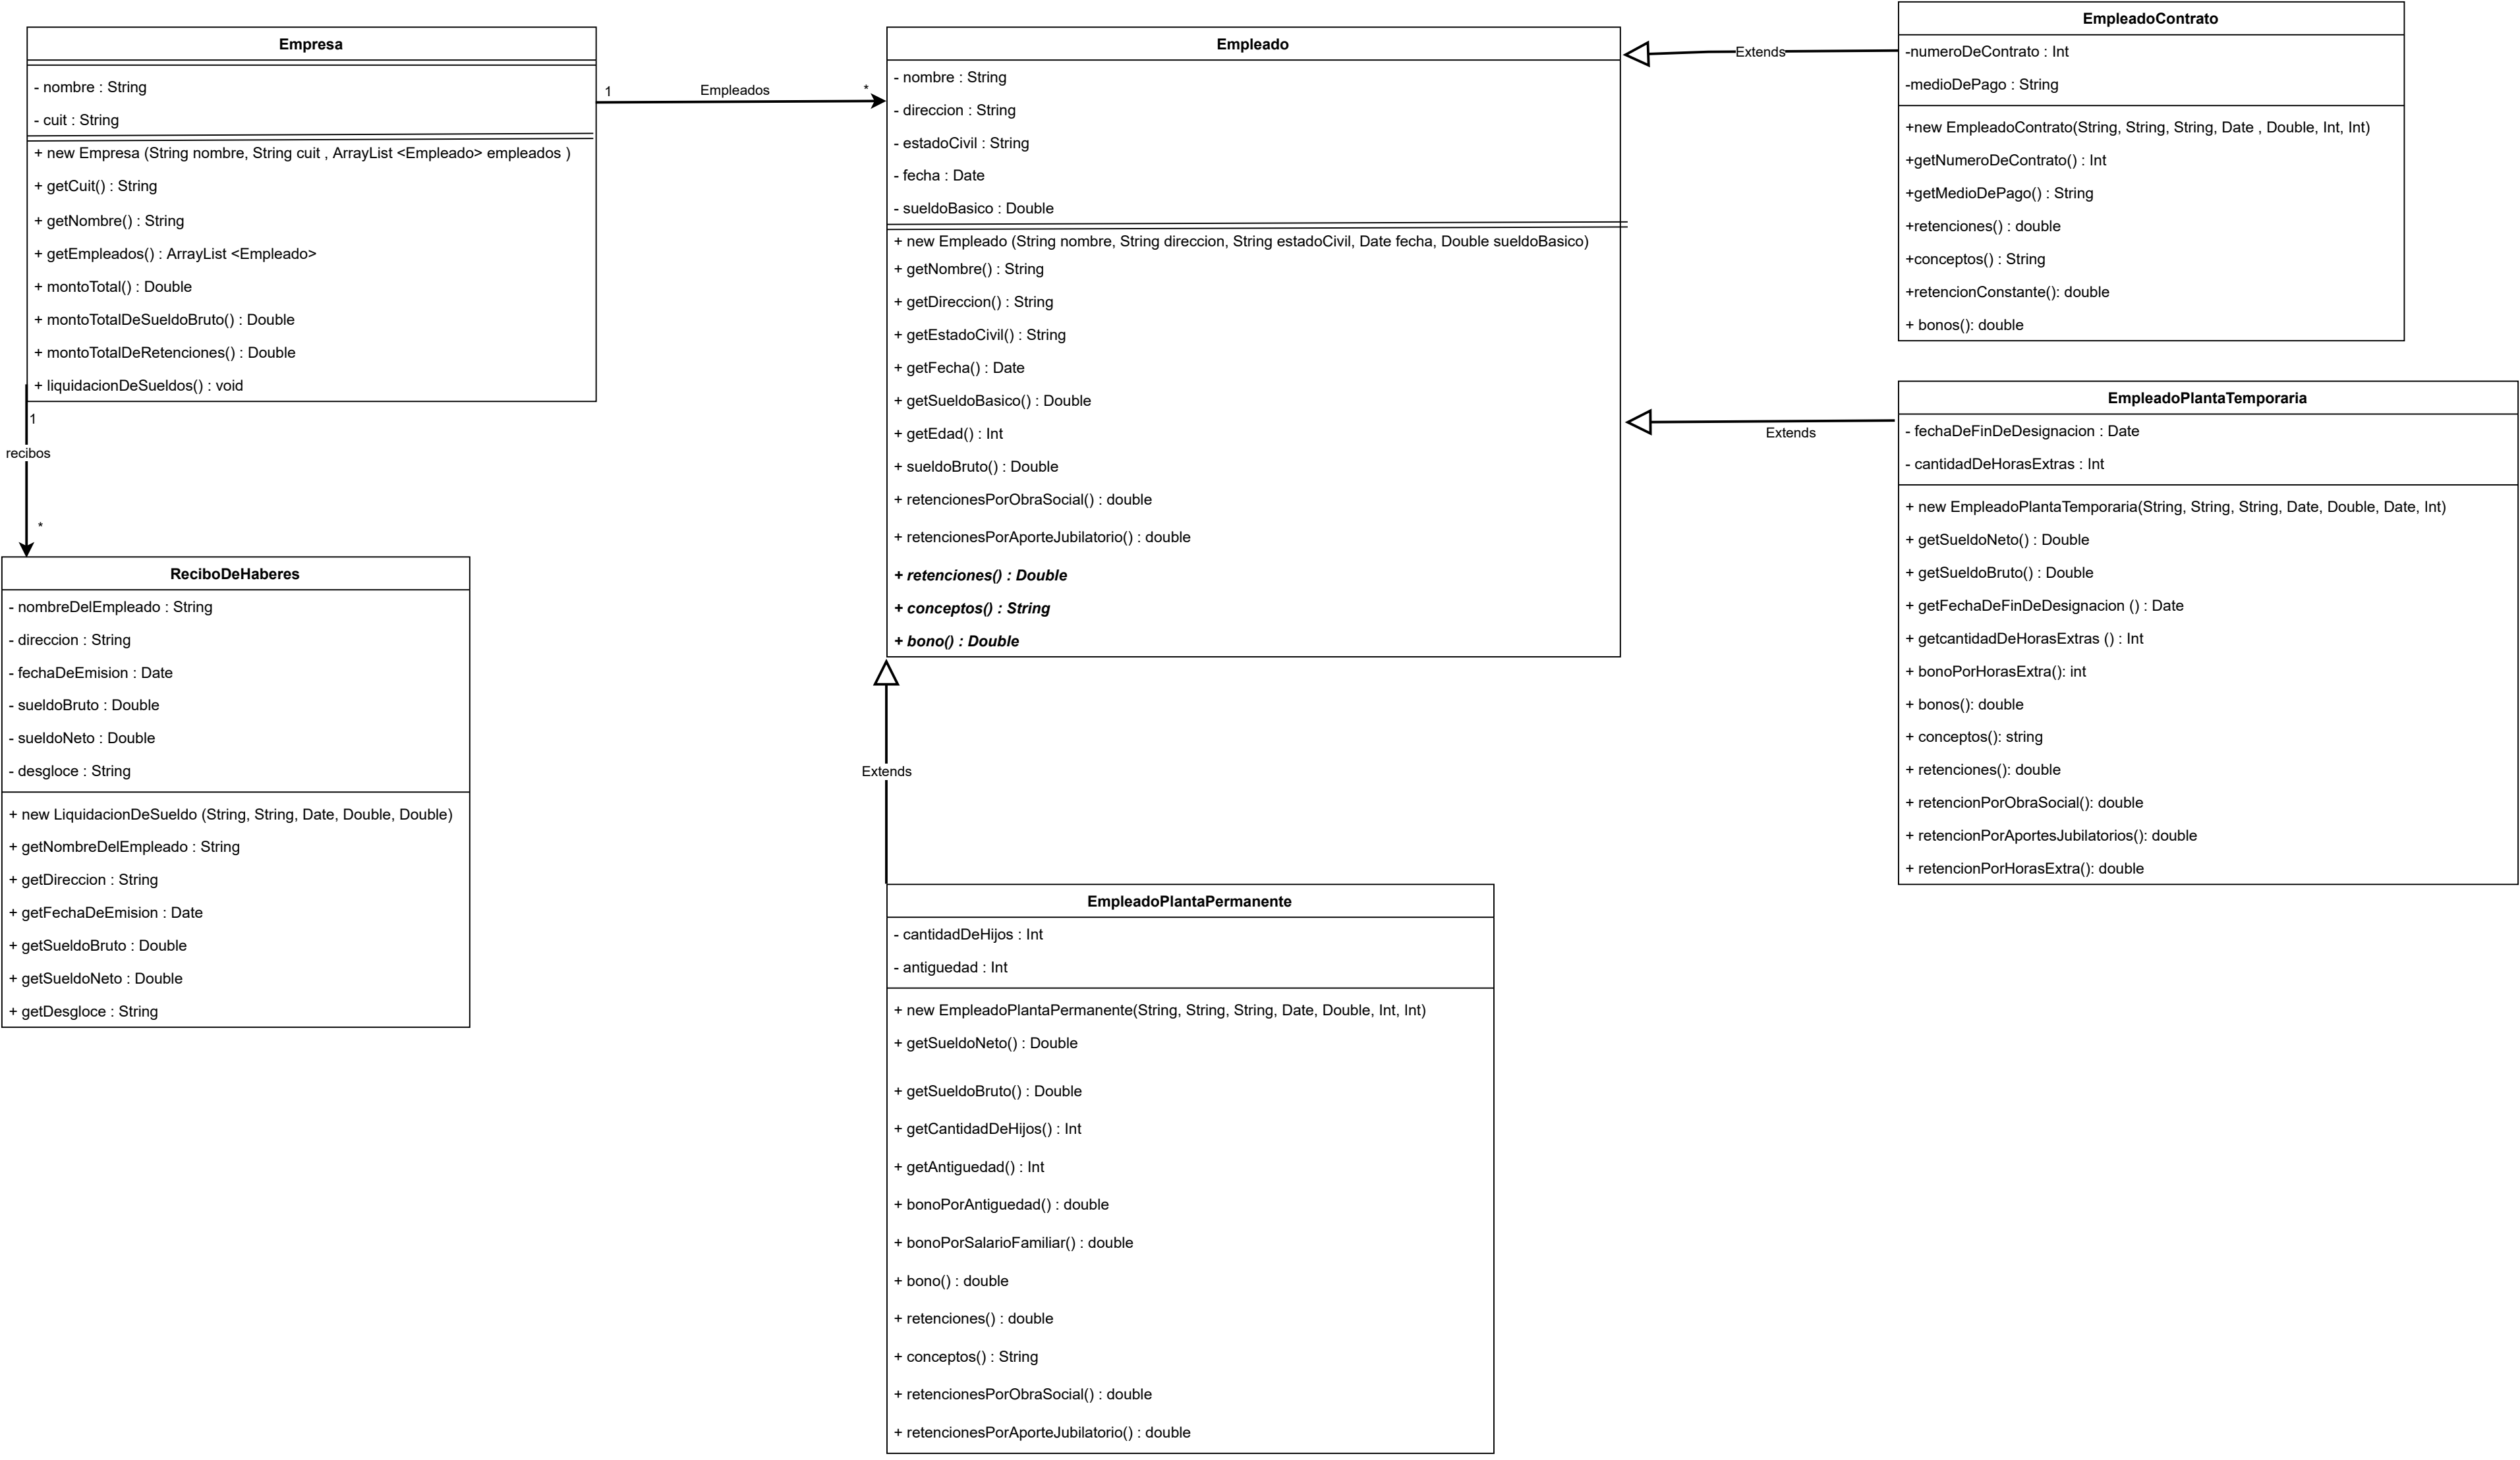 Empresa
- nombre : String
- cuit : String
+ new Empresa (String nombre, String cuit , ArrayList <Empleado> empleados )
+ getCuit() : String
+ getNombre() : String
+ getEmpleados() : ArrayList <Empleado>
+ montoTotal() : Double
+ montoTotalDeSueldoBruto() : Double
+ montoTotalDeRetenciones() : Double
+ liquidacionDeSueldos() : void
1
Empleados
*
1
recibos
*
ReciboDeHaberes
- nombreDelEmpleado : String
- direccion : String
- fechaDeEmision : Date
- sueldoBruto : Double
- sueldoNeto : Double
- desgloce : String
+ new LiquidacionDeSueldo (String, String, Date, Double, Double)
+ getNombreDelEmpleado : String
+ getDireccion : String
+ getFechaDeEmision : Date
+ getSueldoBruto : Double
+ getSueldoNeto : Double
+ getDesgloce : String
Empleado
- nombre : String
- direccion : String
- estadoCivil : String
- fecha : Date
- sueldoBasico : Double
+ new Empleado (String nombre, String direccion, String estadoCivil, Date fecha, Double sueldoBasico)
+ getNombre() : String
+ getDireccion() : String
+ getEstadoCivil() : String
+ getFecha() : Date
+ getSueldoBasico() : Double
+ getEdad() : Int
+ sueldoBruto() : Double
+ retencionesPorObraSocial() : double
+ retencionesPorAporteJubilatorio() : double
+ retenciones() : Double
+ conceptos() : String
+ bono() : Double
Extends
EmpleadoPlantaPermanente
- cantidadDeHijos : Int
- antiguedad : Int
+ new EmpleadoPlantaPermanente(String, String, String, Date, Double, Int, Int)
+ getSueldoNeto() : Double
+ getSueldoBruto() : Double
+ getCantidadDeHijos() : Int
+ getAntiguedad() : Int
+ bonoPorAntiguedad() : double
+ bonoPorSalarioFamiliar() : double
+ bono() : double
+ retenciones() : double
+ conceptos() : String
+ retencionesPorObraSocial() : double
+ retencionesPorAporteJubilatorio() : double
Extends
EmpleadoContrato
-numeroDeContrato : Int
-medioDePago : String
+new EmpleadoContrato(String, String, String, Date , Double, Int, Int)
+getNumeroDeContrato() : Int
+getMedioDePago() : String
+retenciones() : double
+conceptos() : String
+retencionConstante(): double
+ bonos(): double
Extends
EmpleadoPlantaTemporaria
- fechaDeFinDeDesignacion : Date
- cantidadDeHorasExtras : Int
+ new EmpleadoPlantaTemporaria(String, String, String, Date, Double, Date, Int)
+ getSueldoNeto() : Double
+ getSueldoBruto() : Double
+ getFechaDeFinDeDesignacion () : Date
+ getcantidadDeHorasExtras () : Int
+ bonoPorHorasExtra(): int
+ bonos(): double
+ conceptos(): string
+ retenciones(): double
+ retencionPorObraSocial(): double
+ retencionPorAportesJubilatorios(): double
+ retencionPorHorasExtra(): double